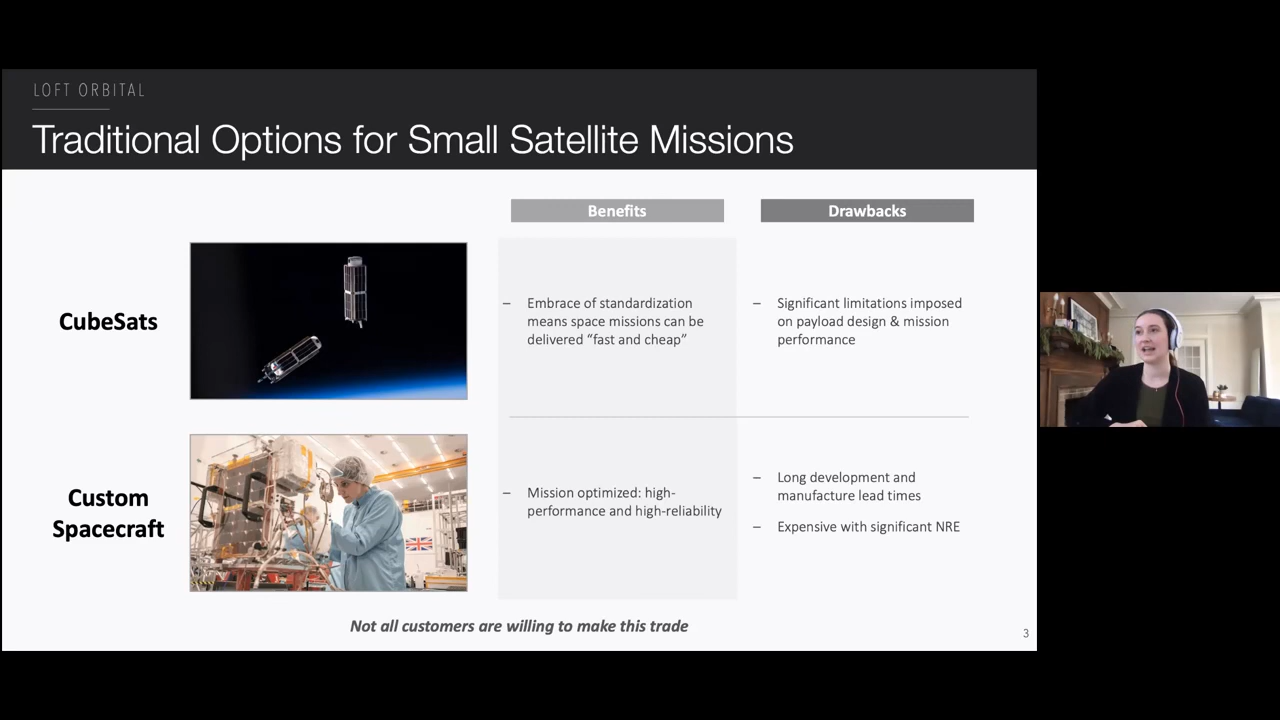 LOFT ORBITAL
Traditional Options for Small Satellite Missions
Benefits
Drawbacks
CubeSats
– Embrace of standardization
means space missions can be
delivered “fast and cheap”
– Significant limitations imposed
on payload design & mission
performance
Custom
Spacecraft
– Mission optimized: high-
performance and high-reliability
– Long development and
manufacture lead times
– Expensive with significant NRE
Not all customers are willing to make this trade
3